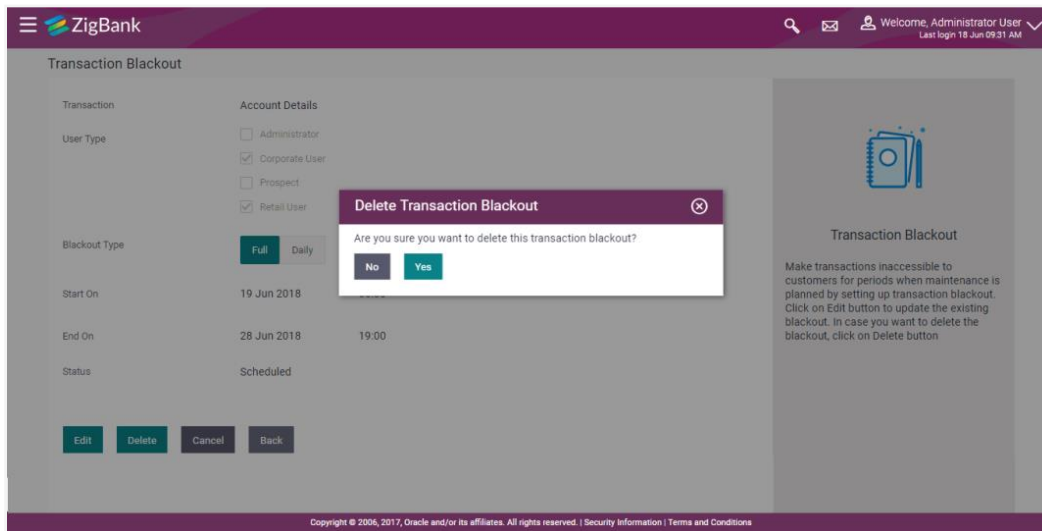 ZigBank
Welcome, Administrator User
Last login 18 Jun 09:31 AM
Transaction Blackout
Transaction Account Details
User Type Administrator
Corporate User
Prospect
Retail User
Delete Transaction Blackout
Are you sure you want to delete this transaction blackout?
No Yes
Blackout Type Full Daily
Start On 19 Jun 2018
End On 28 Jun 2018 19:00
Status Scheduled
Edit Delete Cancel Back
Transaction Blackout
Make transactions inaccessible to
customers for periods when maintenance is
planned by setting up transaction blackout.
Click on Edit button to update the existing
blackout. In case you want to delete the
blackout, click on Delete button
Copyright © 2006, 2017, Oracle and/or its affiliates. All rights reserved. | Security Information | Terms and Conditions